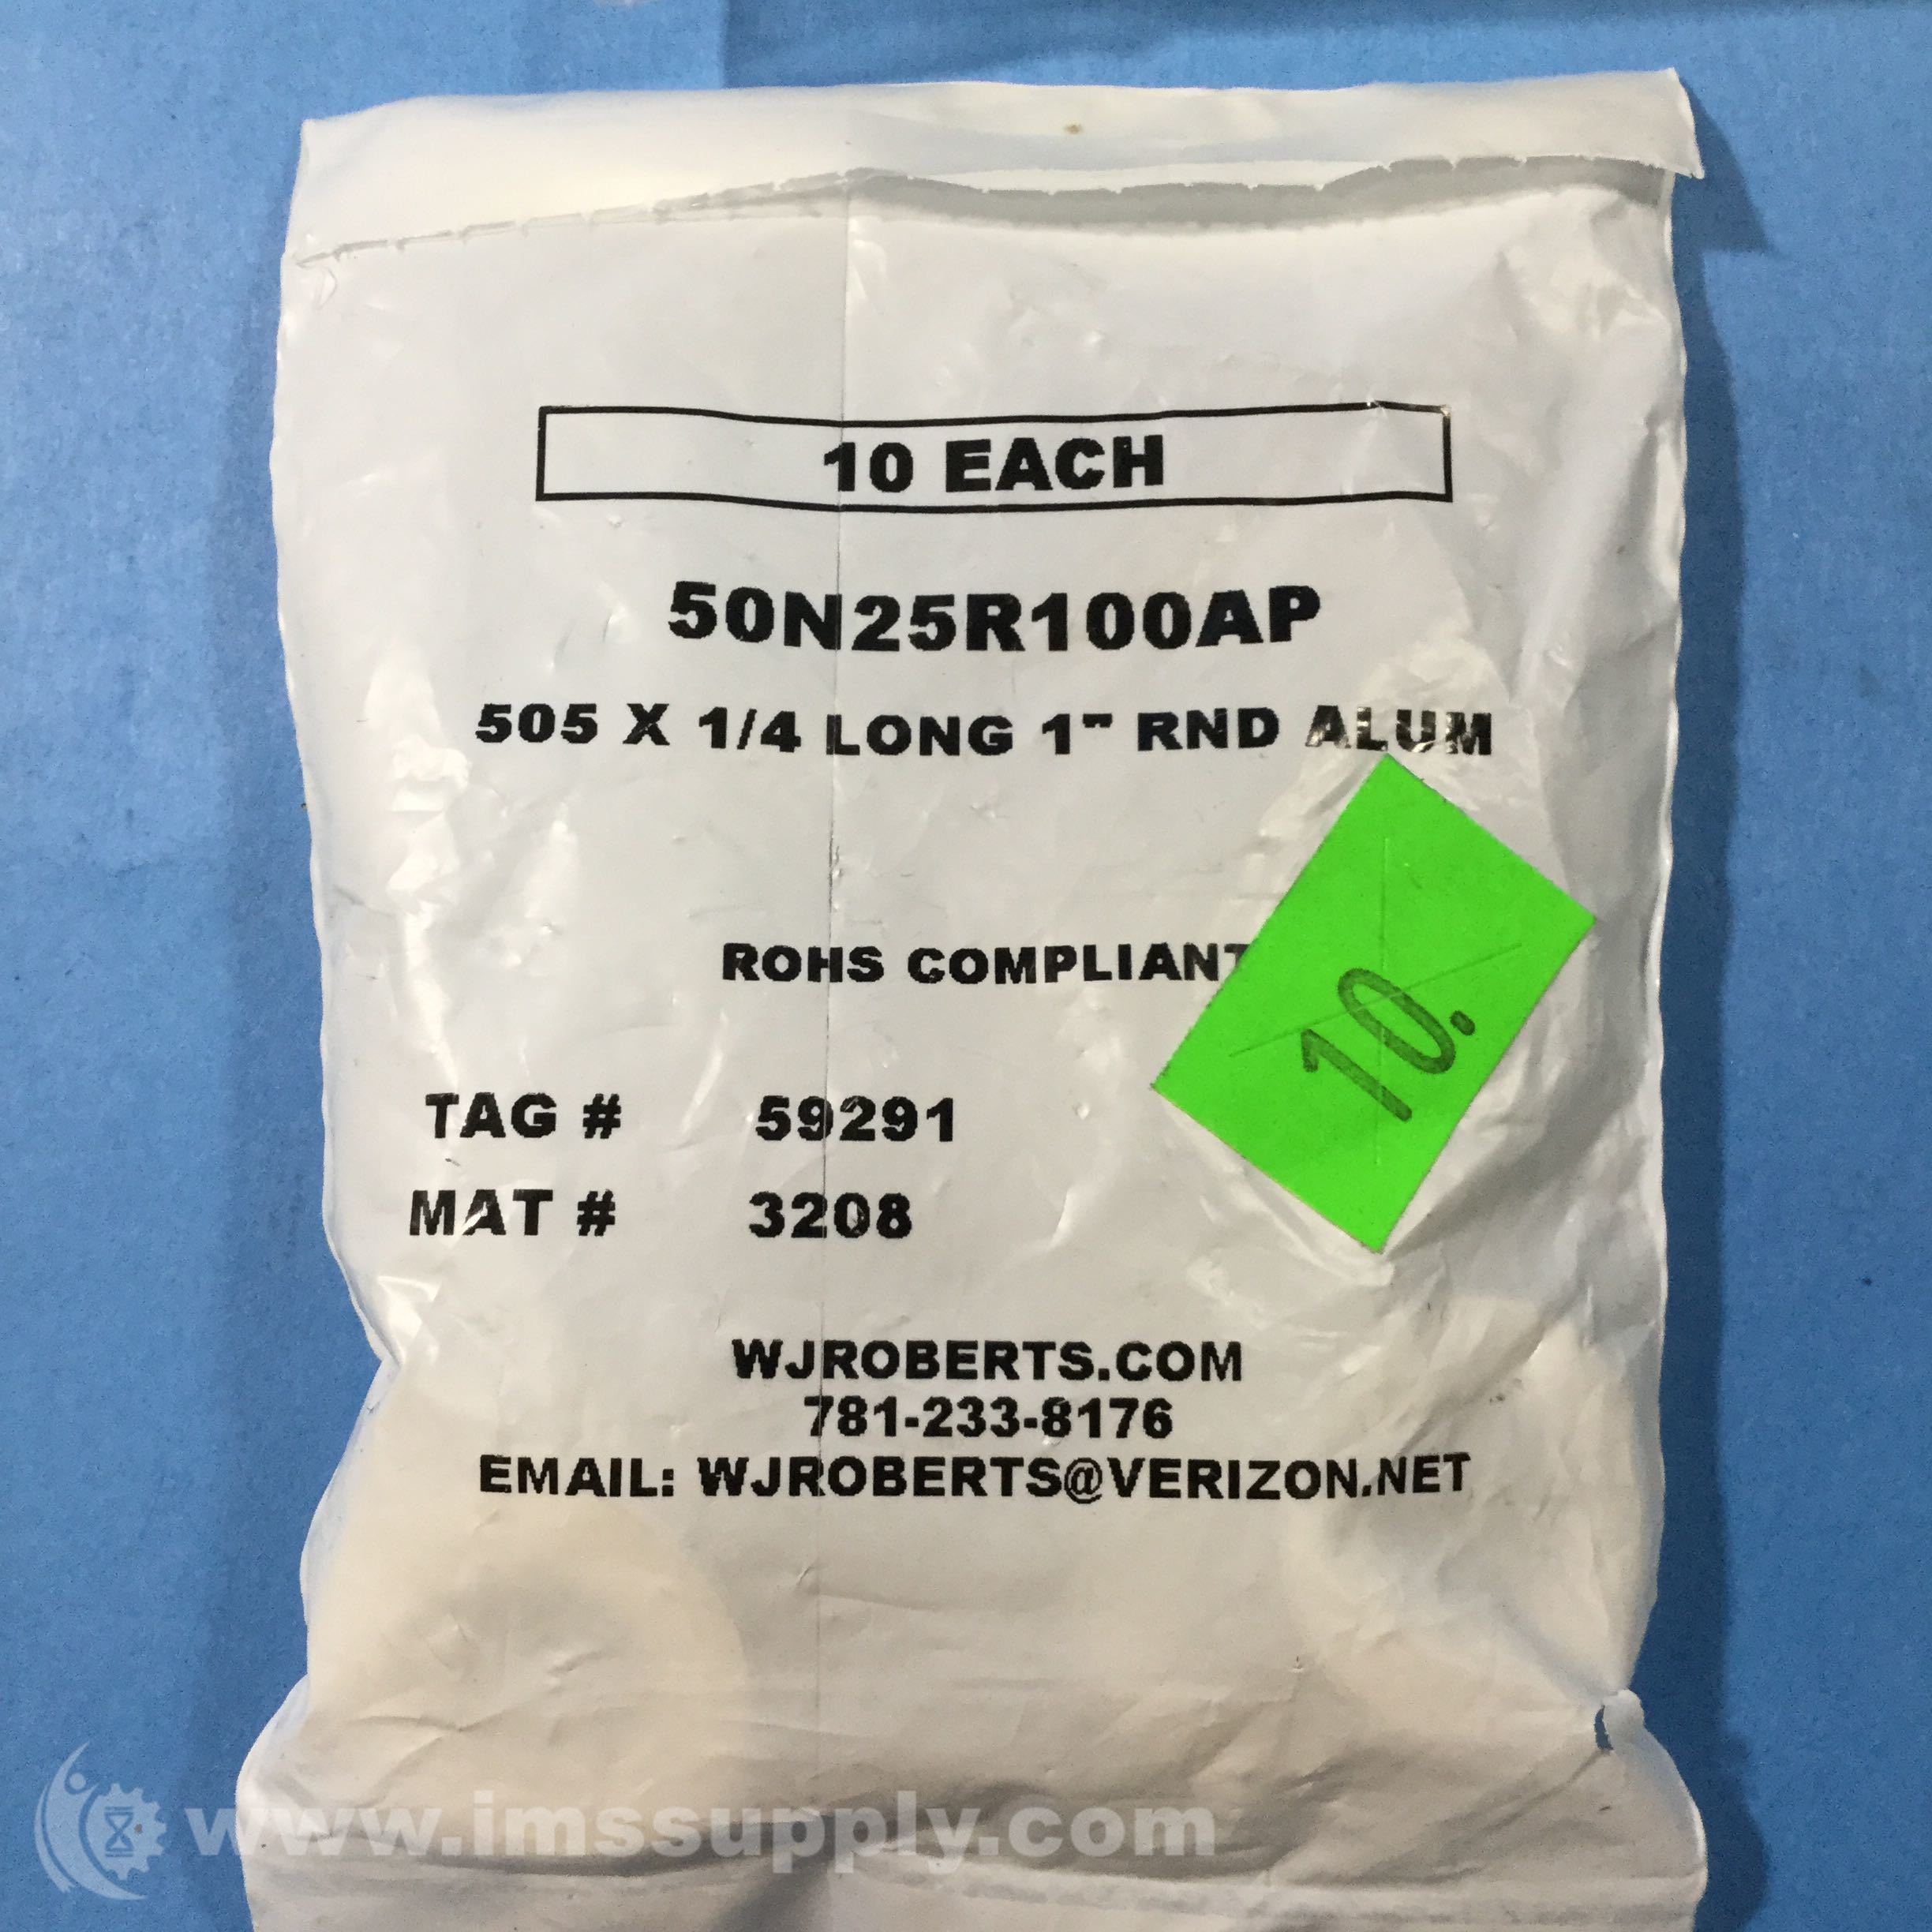 10 EACH
50N25R100AP
505 X 1/4 LONG 1" RND ALUM
ROHS COMPLIANT
10.
TAG # 59291
MAT # 3208
WJROBERTS.COM
781-233-8176
EMAIL: WJROBERTS@VERIZON.NET
www.imssupply.com